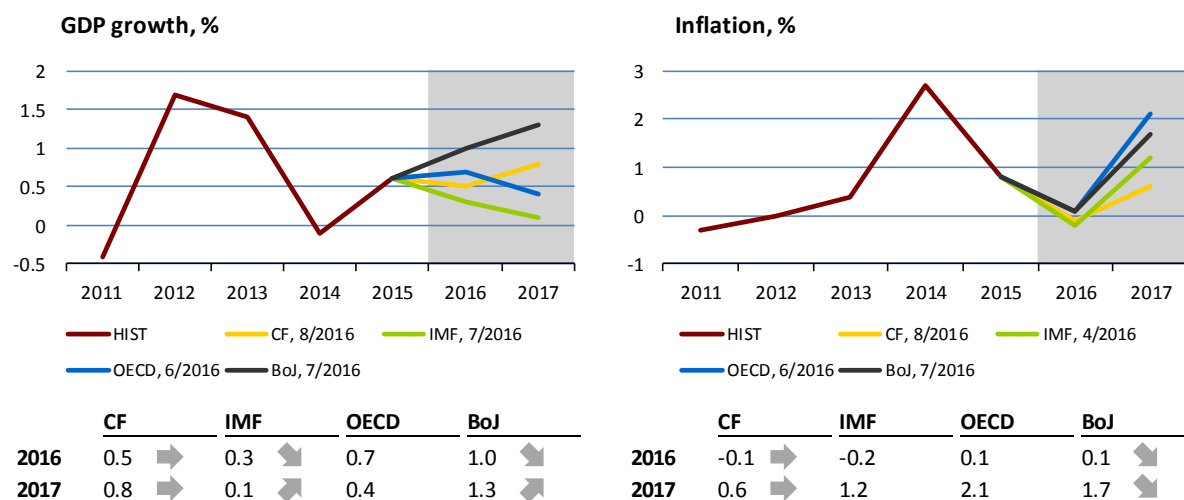 GDP growth, %
2
1.5
1
0.5
0
-0.5
2011 2012 2013 2014 2015 2016 2017
HIST CF, 8/2016 IMF, 7/2016
OECD, 6/2016 BoJ, 7/2016
CF IMF OECD BoJ
2016 0.5 0.3 0.7 1.0
2017 0.8 0.1 0.4 1.3
Inflation, %
3
2
1
0
-1
2011 2012 2013 2014 2015 2016 2017
HIST CF, 8/2016 IMF, 4/2016
OECD, 6/2016 BoJ, 7/2016
CF IMF OECD BoJ
2016 -0.1 -0.2 0.1 0.1
2017 0.6 1.2 2.1 1.7